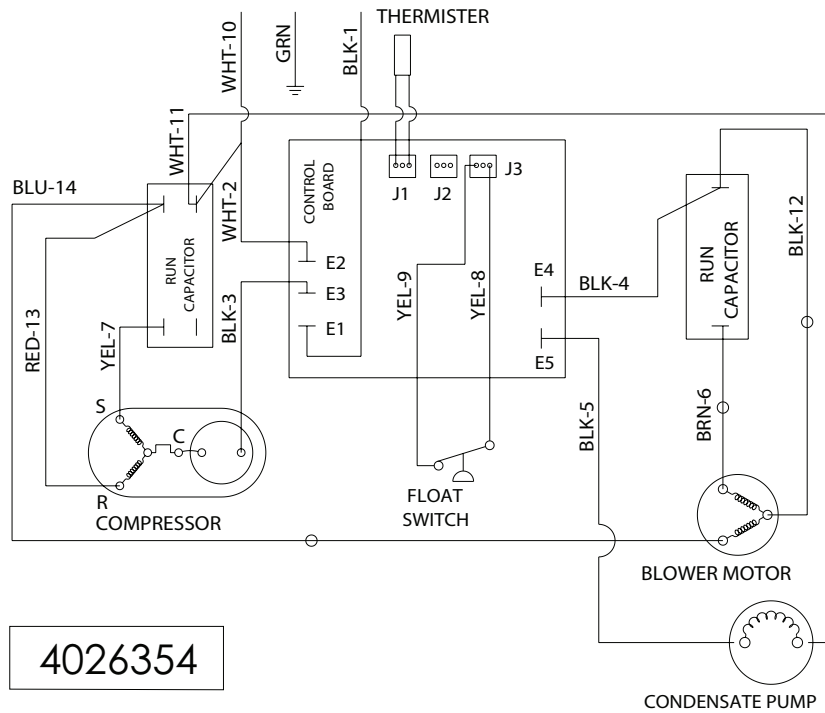 THERMISTER
WHT-10
GRN
BLK-1
WHT-11
BLU-14
WHT-2
CONTROL
BOARD
J1
J2
J3
RUN
CAPACITOR
E2
E3
E1
E4
E5
YEL-9
YEL-8
BLK-4
RUN
CAPACITOR
BLK-12
RED-13
YEL-7
BLK-3
BLK-5
BRN-6
S
C
R
COMPRESSOR
FLOAT
SWITCH
BLOWER MOTOR
4026354
CONDENSATE PUMP